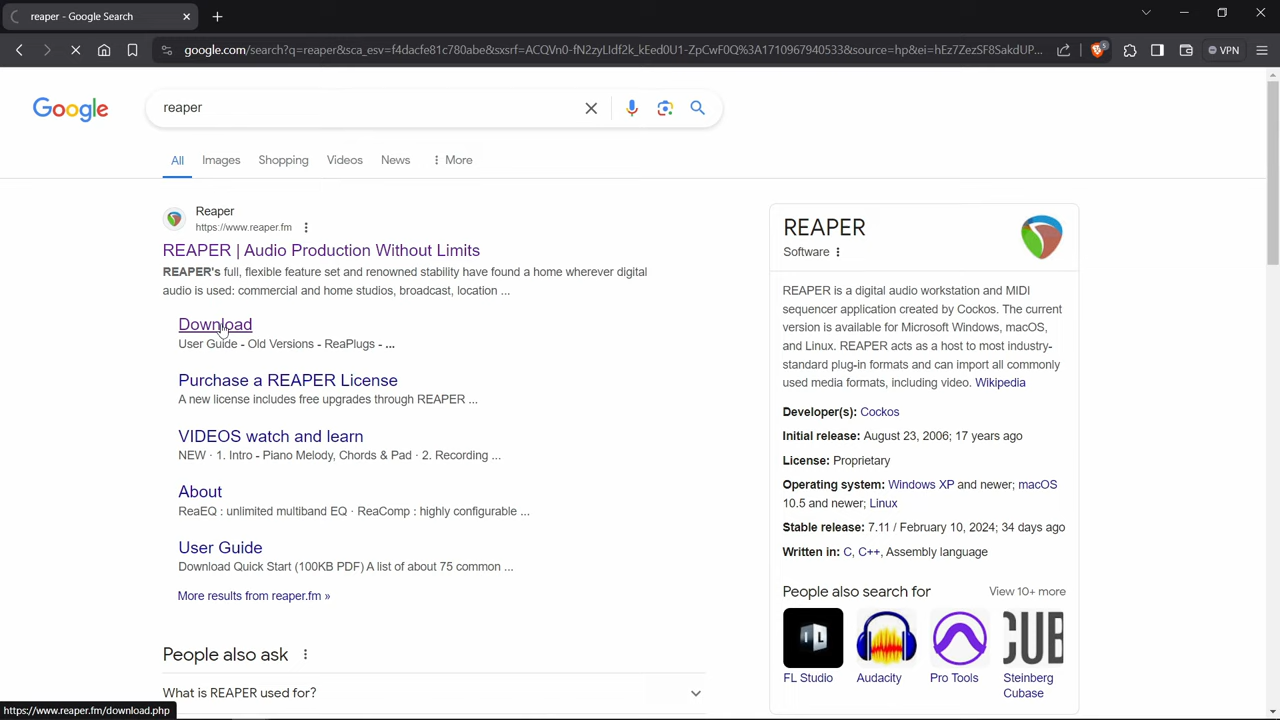 reaper - Google Search
google.com/search?q=reaper&sca_esv=f4dacfe81c780abe&sxsrf=ACQVn0-fN2zyLIdf2k_kEed0U1-ZpCwF0Q%3A1710967940533&source=hp&ei=hEz7ZezSF8SakdUP...
5
VPN
Google
reaper
All
Images
Shopping
Videos
News
More
Reaper
https://www.reaper.fm
REAPER | Audio Production Without Limits
REAPER's full, flexible feature set and renowned stability have found a home wherever digital
audio is used: commercial and home studios, broadcast, location ...
Download
User Guide - Old Versions - ReaPlugs - ...
Purchase a REAPER License
A new license includes free upgrades through REAPER ...
VIDEOS watch and learn
NEW · 1. Intro - Piano Melody, Chords & Pad · 2. Recording ...
About
ReaEQ : unlimited multiband EQ · ReaComp : highly configurable ...
User Guide
Download Quick Start (100KB PDF) A list of about 75 common ...
More results from reaper.fm »
People also ask
What is REAPER used for?
REAPER
Software
REAPER is a digital audio workstation and MIDI
sequencer application created by Cockos. The current
version is available for Microsoft Windows, macOS,
and Linux. REAPER acts as a host to most industry-
standard plug-in formats and can import all commonly
used media formats, including video. Wikipedia
Developer(s): Cockos
Initial release: August 23, 2006; 17 years ago
License: Proprietary
Operating system: Windows XP and newer; macOS
10.5 and newer; Linux
Stable release: 7.11 / February 10, 2024; 34 days ago
Written in: C, C++, Assembly language
People also search for
View 10+ more
CUB
FL Studio
Audacity
Pro Tools
Steinberg
Cubase
https://www.reaper.fm/download.php